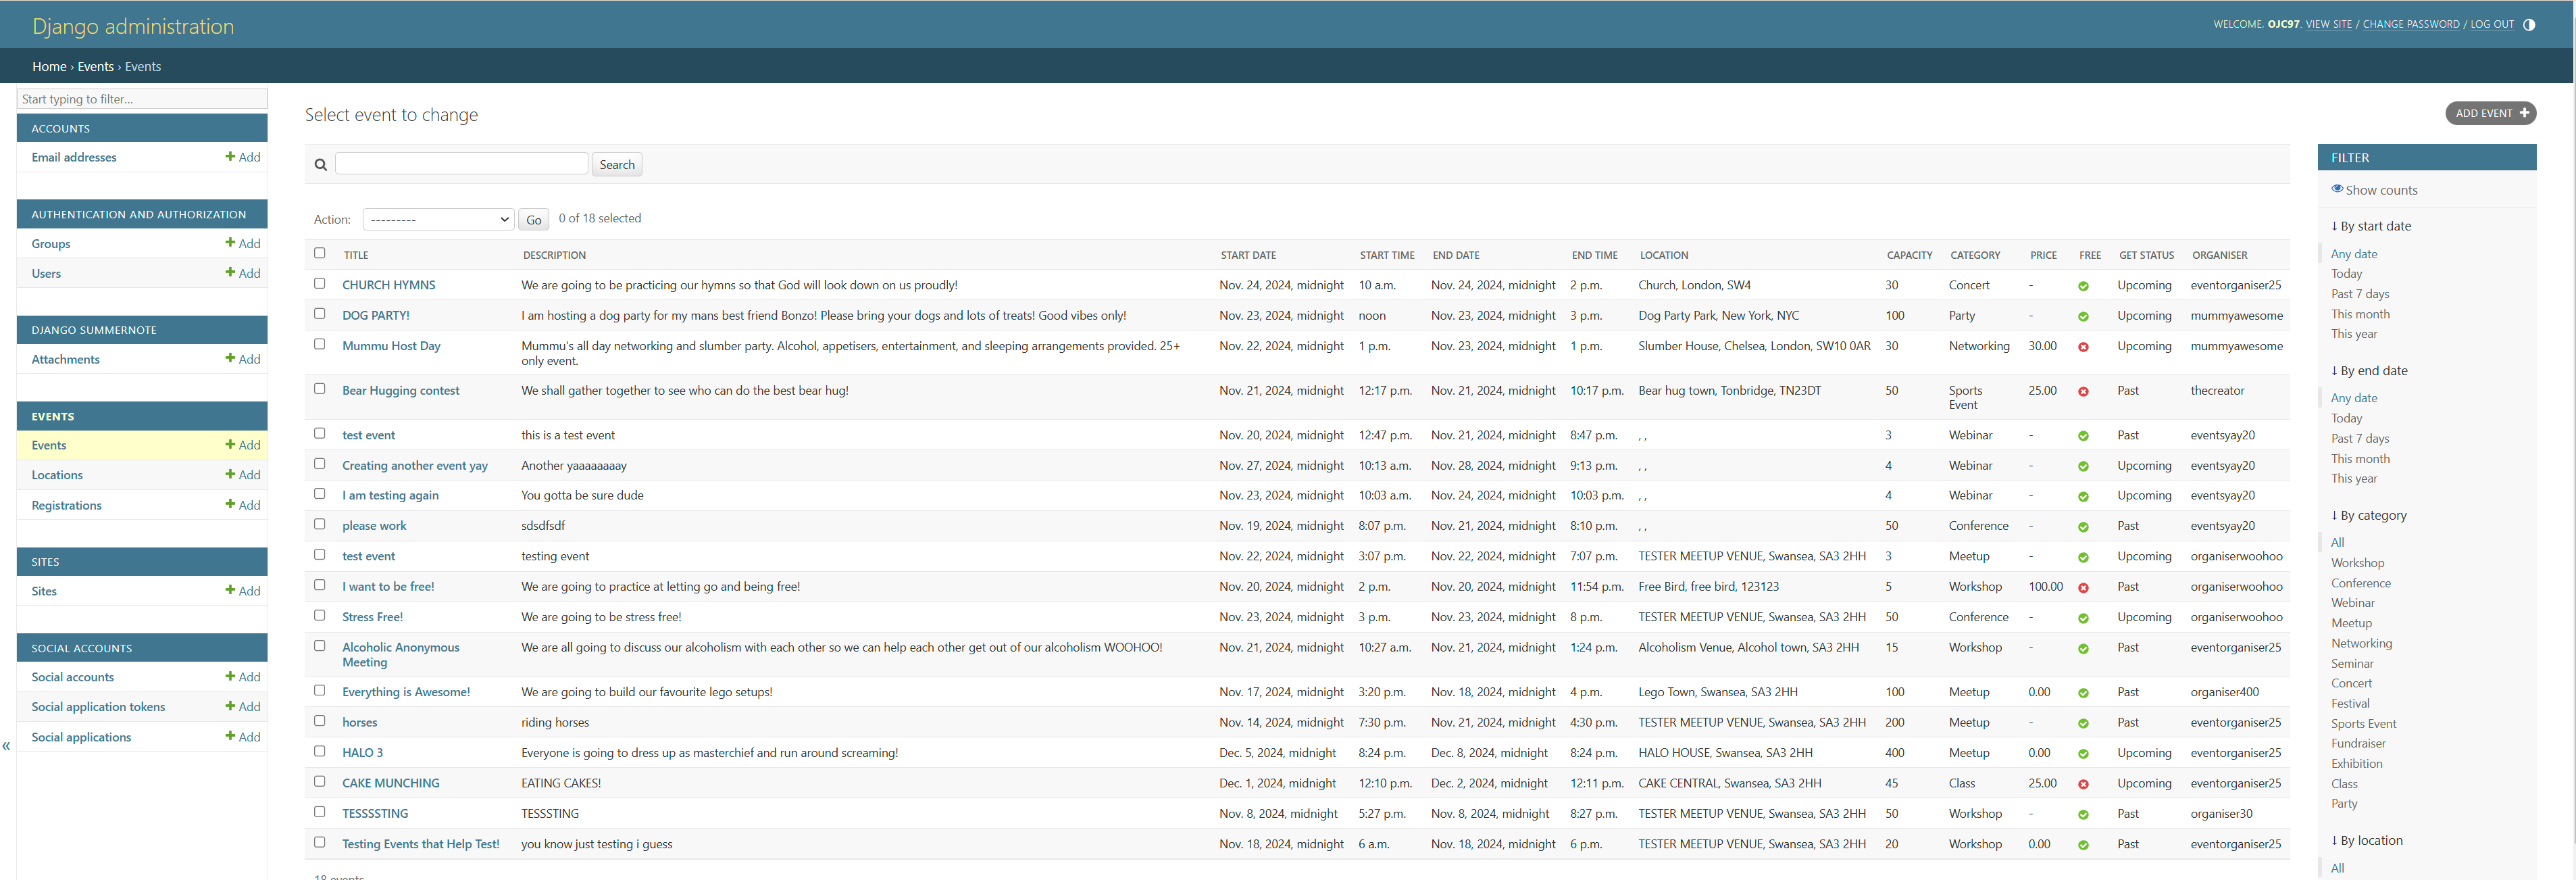 Django administration
WELCOME, OJC97. VIEW SITE / CHANGE PASSWORD / LOG OUT
Home › Events › Events
Start typing to filter...
ACCOUNTS
Email addresses Add
AUTHENTICATION AND AUTHORIZATION
Groups Add
Users Add
DJANGO SUMMERNOTE
Attachments Add
EVENTS
Events Add
Locations Add
Registrations Add
SITES
Sites Add
SOCIAL ACCOUNTS
Social accounts Add
Social application tokens Add
Social applications Add
«
Select event to change
ADD EVENT
Search
Action: --------- Go 0 of 18 selected
TITLE DESCRIPTION START DATE START TIME END DATE END TIME LOCATION CAPACITY CATEGORY PRICE FREE GET STATUS ORGANISER
CHURCH HYMNS We are going to be practicing our hymns so that God will look down on us proudly! Nov. 24, 2024, midnight 10 a.m. Nov. 24, 2024, midnight 2 p.m. Church, London, SW4 30 Concert - Upcoming eventorganiser25
DOG PARTY! I am hosting a dog party for my mans best friend Bonzo! Please bring your dogs and lots of treats! Good vibes only! Nov. 23, 2024, midnight noon Nov. 23, 2024, midnight 3 p.m. Dog Party Park, New York, NYC 100 Party - Upcoming mummyawesome
Mummu Host Day Mummu's all day networking and slumber party. Alcohol, appetisers, entertainment, and sleeping arrangements provided. 25+ Nov. 22, 2024, midnight 1 p.m. Nov. 23, 2024, midnight 1 p.m. Slumber House, Chelsea, London, SW10 0AR 30 Networking 30.00 Upcoming mummyawesome
only event.
Bear Hugging contest We shall gather together to see who can do the best bear hug! Nov. 21, 2024, midnight 12:17 p.m. Nov. 21, 2024, midnight 10:17 p.m. Bear hug town, Tonbridge, TN23DT 50 Sports 25.00 Past thecreator
Event
test event this is a test event Nov. 20, 2024, midnight 12:47 p.m. Nov. 21, 2024, midnight 8:47 p.m. , , 3 Webinar - Past eventsyay20
Creating another event yay Another yaaaaaaaay Nov. 27, 2024, midnight 10:13 a.m. Nov. 28, 2024, midnight 9:13 p.m. , , 4 Webinar - Upcoming eventsyay20
I am testing again You gotta be sure dude Nov. 23, 2024, midnight 10:03 a.m. Nov. 24, 2024, midnight 10:03 p.m. , , 4 Webinar - Upcoming eventsyay20
please work sdsdfsdf Nov. 19, 2024, midnight 8:07 p.m. Nov. 21, 2024, midnight 8:10 p.m. , , 50 Conference - Past eventsyay20
test event testing event Nov. 22, 2024, midnight 3:07 p.m. Nov. 22, 2024, midnight 7:07 p.m. TESTER MEETUP VENUE, Swansea, SA3 2HH 3 Meetup - Upcoming organiserwoohoo
I want to be free! We are going to practice at letting go and being free! Nov. 20, 2024, midnight 2 p.m. Nov. 20, 2024, midnight 11:54 p.m. Free Bird, free bird, 123123 5 Workshop 100.00 Past organiserwoohoo
Stress Free! We are going to be stress free! Nov. 23, 2024, midnight 3 p.m. Nov. 23, 2024, midnight 8 p.m. TESTER MEETUP VENUE, Swansea, SA3 2HH 50 Conference - Upcoming organiserwoohoo
Alcoholic Anonymous We are all going to discuss our alcoholism with each other so we can help each other get out of our alcoholism WOOHOO! Nov. 21, 2024, midnight 10:27 a.m. Nov. 21, 2024, midnight 1:24 p.m. Alcoholism Venue, Alcohol town, SA3 2HH 15 Workshop - Past eventorganiser25
Meeting
Everything is Awesome! We are going to build our favourite lego setups! Nov. 17, 2024, midnight 3:20 p.m. Nov. 18, 2024, midnight 4 p.m. Lego Town, Swansea, SA3 2HH 100 Meetup 0.00 Past organiser400
horses riding horses Nov. 14, 2024, midnight 7:30 p.m. Nov. 21, 2024, midnight 4:30 p.m. TESTER MEETUP VENUE, Swansea, SA3 2HH 200 Meetup - Past eventorganiser25
HALO 3 Everyone is going to dress up as masterchief and run around screaming! Dec. 5, 2024, midnight 8:24 p.m. Dec. 8, 2024, midnight 8:24 p.m. HALO HOUSE, Swansea, SA3 2HH 400 Meetup 0.00 Upcoming eventorganiser25
CAKE MUNCHING EATING CAKES! Dec. 1, 2024, midnight 12:10 p.m. Dec. 2, 2024, midnight 12:11 p.m. CAKE CENTRAL, Swansea, SA3 2HH 45 Class 25.00 Upcoming eventorganiser25
TESSSSTING TESSSTING Nov. 8, 2024, midnight 5:27 p.m. Nov. 8, 2024, midnight 8:27 p.m. TESTER MEETUP VENUE, Swansea, SA3 2HH 50 Workshop - Past organiser30
Testing Events that Help Test! you know just testing i guess Nov. 18, 2024, midnight 6 a.m. Nov. 18, 2024, midnight 6 p.m. TESTER MEETUP VENUE, Swansea, SA3 2HH 20 Workshop 0.00 Past eventorganiser25
18 events
FILTER
Show counts
↓ By start date
Any date
Today
Past 7 days
This month
This year
↓ By end date
Any date
Today
Past 7 days
This month
This year
↓ By category
All
Workshop
Conference
Webinar
Meetup
Networking
Seminar
Concert
Festival
Sports Event
Fundraiser
Exhibition
Class
Party
↓ By location
All